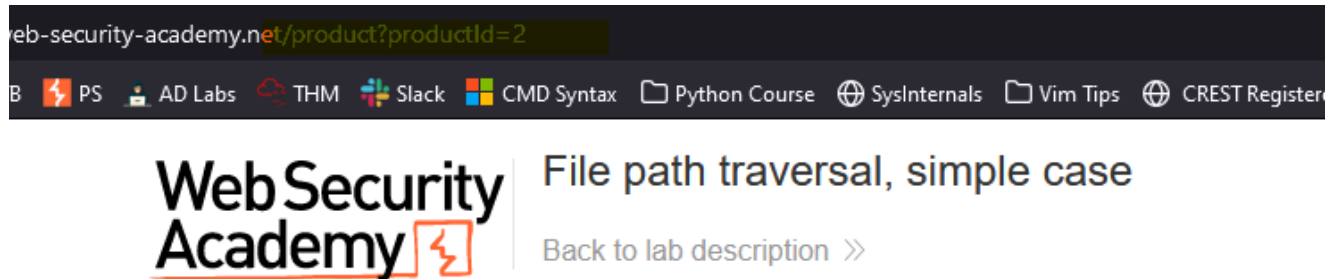 eb-security-academy.net/product?productId=2
B PS AD Labs THM Slack CMD Syntax Python Course SysInternals Vim Tips CREST Register
Web Security
Academy
File path traversal, simple case
Back to lab description